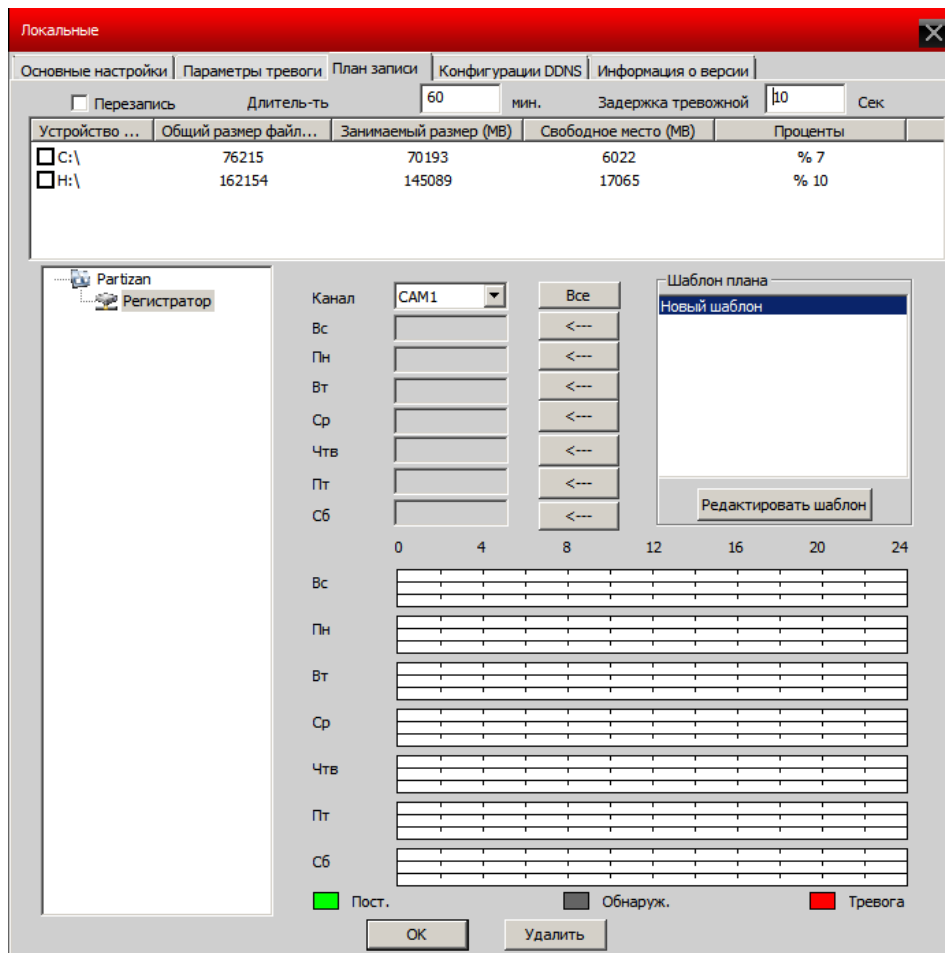 Локальные
Основные настройки Параметры тревоги План записи Конфигурации DDNS Информация о версии
Перезапись Длитель-ть 60 мин. Задержка тревожной 10 Сек
Устройство ... Общий размер файл... Занимаемый размер (MB) Свободное место (MB) Проценты
C:\ 76215 70193 6022 % 7
H:\ 162154 145089 17065 % 10
Partizan
Регистратор
Канал CAM1 Все
Вс <---
Пн <---
Вт <---
Ср <---
Чтв <---
Пт <---
Сб <---
Шаблон плана
Новый шаблон
Редактировать шаблон
0 4 8 12 16 20 24
Вс
Пн
Вт
Ср
Чтв
Пт
Сб
Пост. Обнаруж. Тревога
OK Удалить